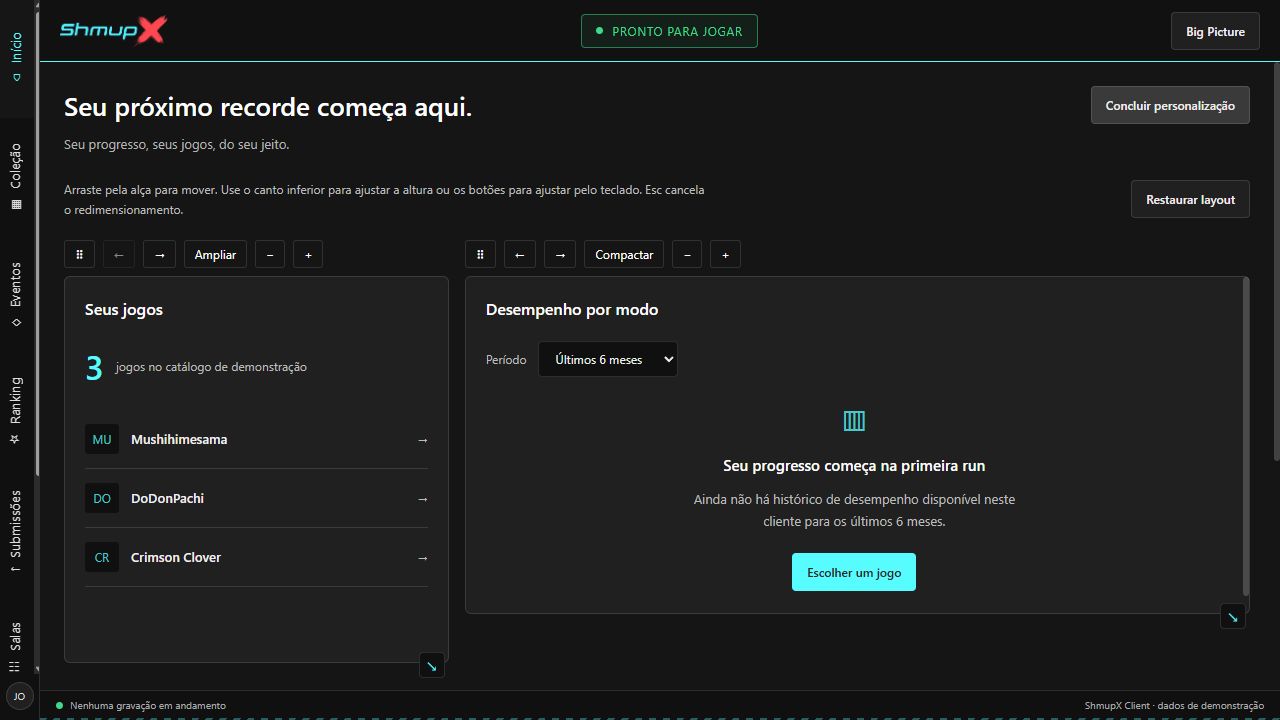 ShmupX
PRONTO PARA JOGAR
Big Picture
Início
Coleção
Eventos
Ranking
Submissões
Salas
JO
Seu próximo recorde começa aqui.
Concluir personalização
Seu progresso, seus jogos, do seu jeito.
Arraste pela alça para mover. Use o canto inferior para ajustar a altura ou os botões para ajustar pelo teclado. Esc cancela
o redimensionamento.
Restaurar layout
← → Ampliar − +
← → Compactar − +
Seus jogos
3 jogos no catálogo de demonstração
MU Mushihimesama →
DO DoDonPachi →
CR Crimson Clover →
Desempenho por modo
Período Últimos 6 meses
Seu progresso começa na primeira run
Ainda não há histórico de desempenho disponível neste
cliente para os últimos 6 meses.
Escolher um jogo
Nenhuma gravação em andamento
ShmupX Client · dados de demonstração